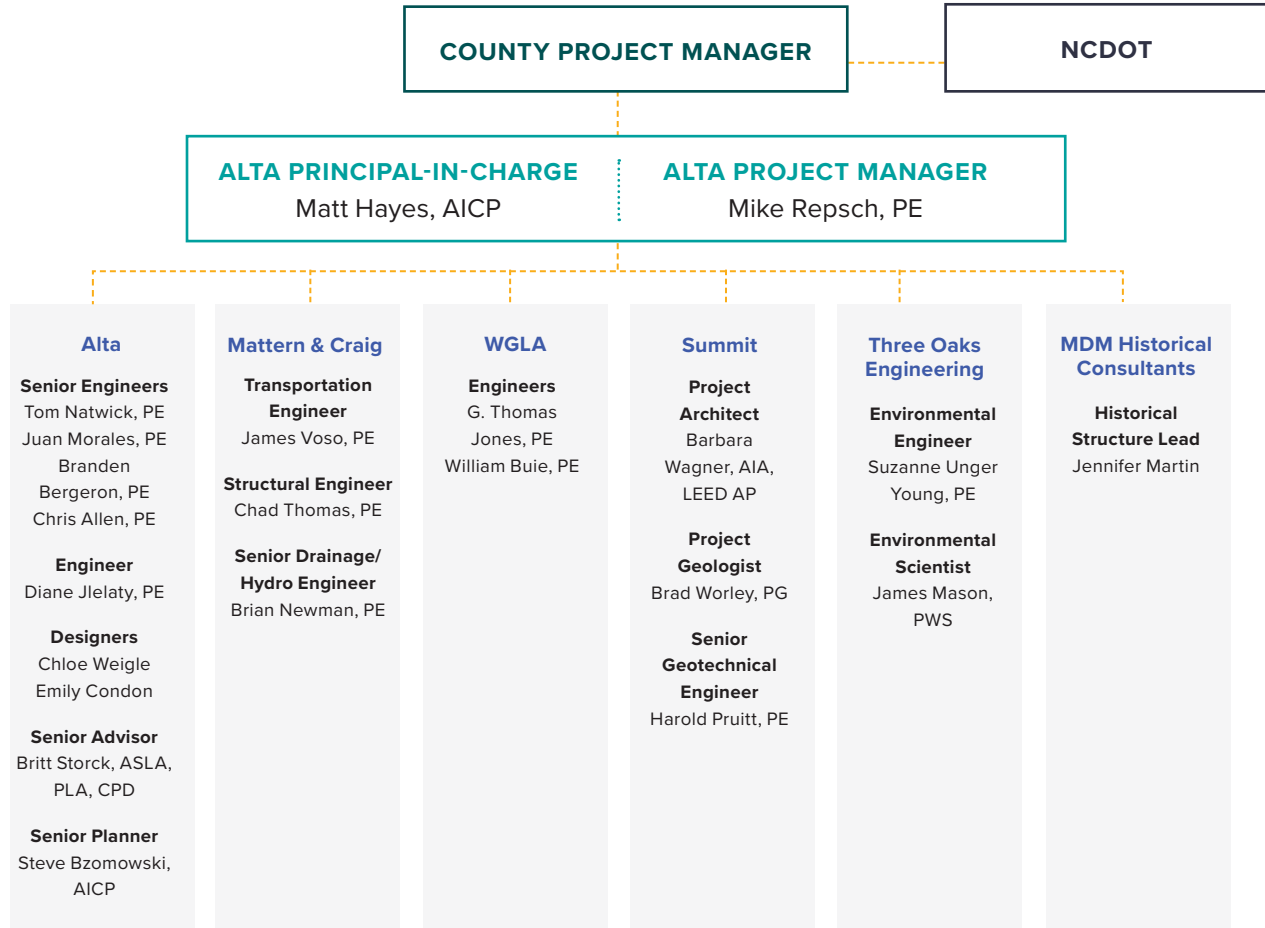 COUNTY PROJECT MANAGER
NCDOT
ALTA PRINCIPAL-IN-CHARGE
Matt Hayes, AICP
ALTA PROJECT MANAGER
Mike Repsch, PE
Alta
Senior Engineers
Tom Natwick, PE
Juan Morales, PE
Branden
Bergeron, PE
Chris Allen, PE
Engineer
Diane Jlelaty, PE
Designers
Chloe Weigle
Emily Condon
Senior Advisor
Britt Storck, ASLA,
PLA, CPD
Senior Planner
Steve Bzomowski,
AICP
Mattern & Craig
Transportation
Engineer
James Voso, PE
Structural Engineer
Chad Thomas, PE
Senior Drainage/
Hydro Engineer
Brian Newman, PE
WGLA
Engineers
G. Thomas
Jones, PE
William Buie, PE
Summit
Project
Architect
Barbara
Wagner, AIA,
LEED AP
Project
Geologist
Brad Worley, PG
Senior
Geotechnical
Engineer
Harold Pruitt, PE
Three Oaks
Engineering
Environmental
Engineer
Suzanne Unger
Young, PE
Environmental
Scientist
James Mason,
PWS
MDM Historical
Consultants
Historical
Structure Lead
Jennifer Martin